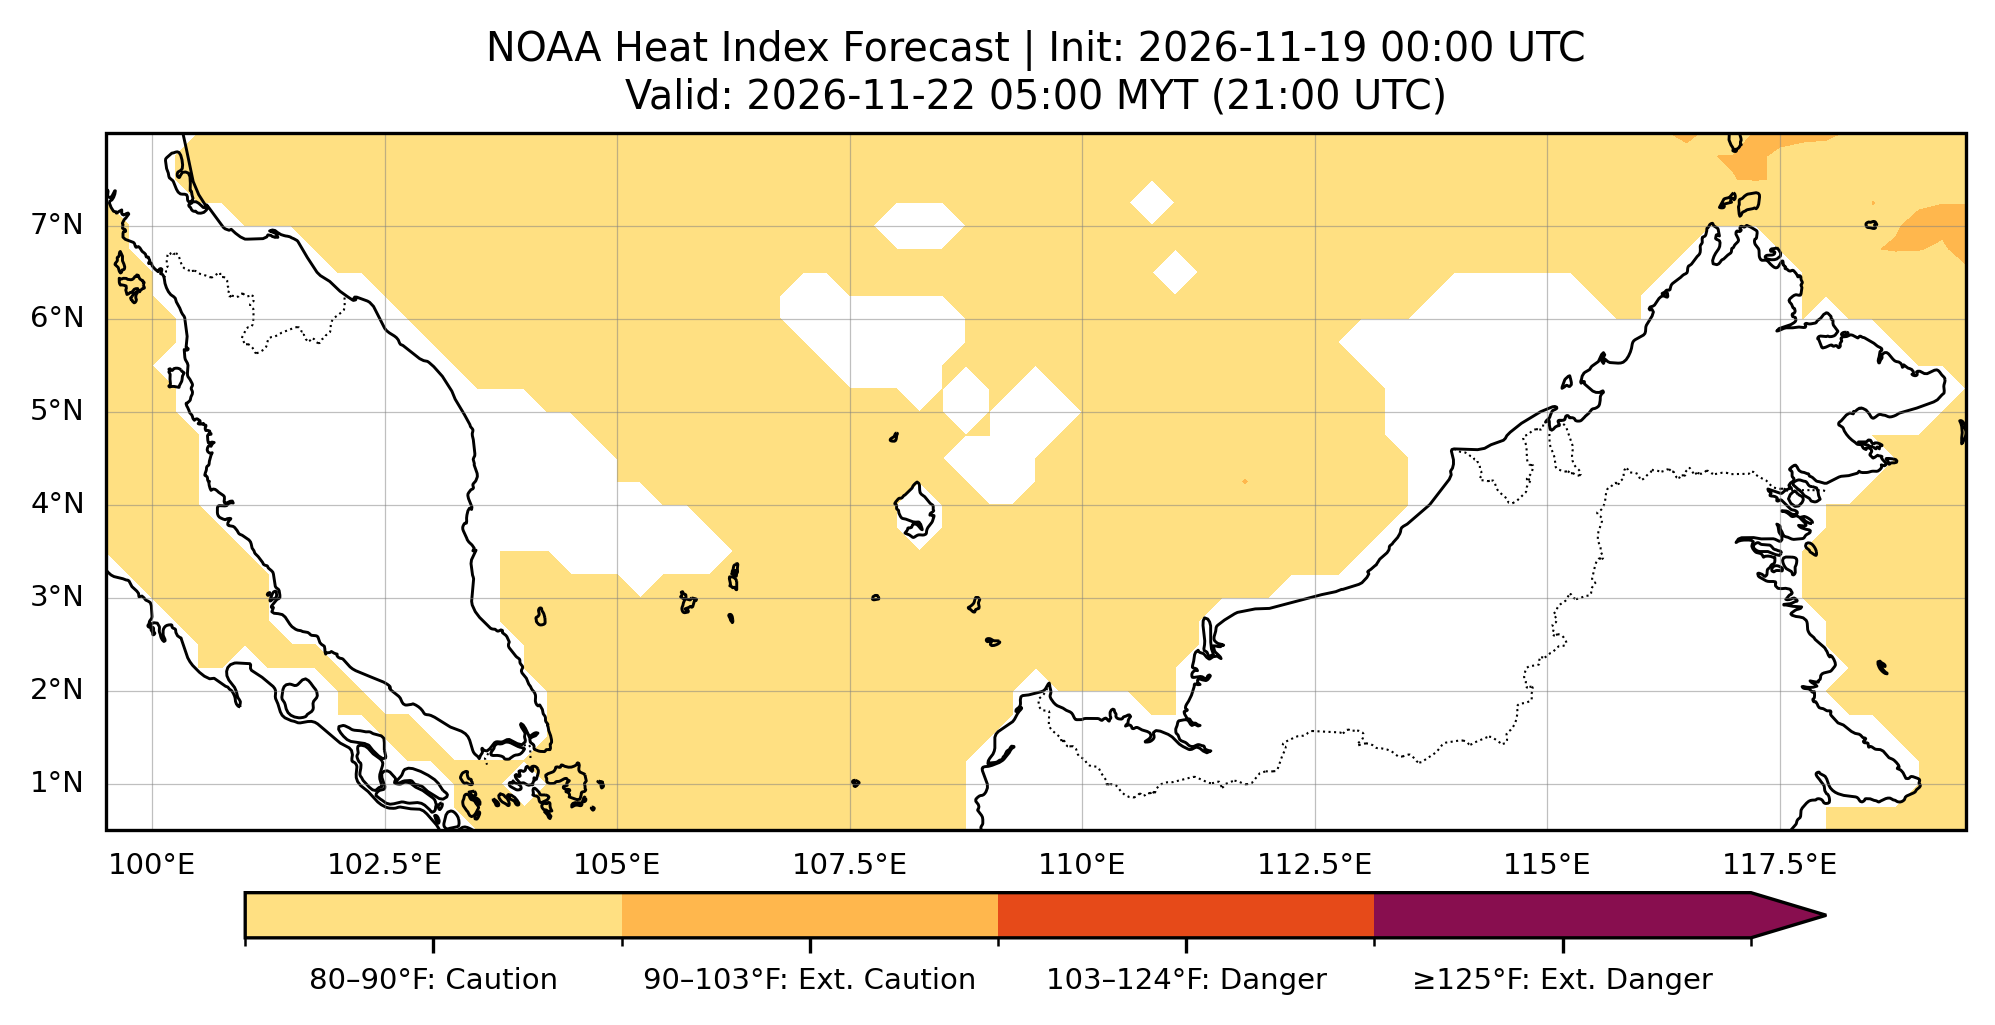 NOAA Heat Index Forecast | Init: 2026-11-19 00:00 UTC
Valid: 2026-11-22 05:00 MYT (21:00 UTC)
7°N
6°N
5°N
4°N
3°N
2°N
1°N
100°E 102.5°E 105°E 107.5°E 110°E 112.5°E 115°E 117.5°E
80–90°F: Caution 90–103°F: Ext. Caution 103–124°F: Danger ≥125°F: Ext. Danger